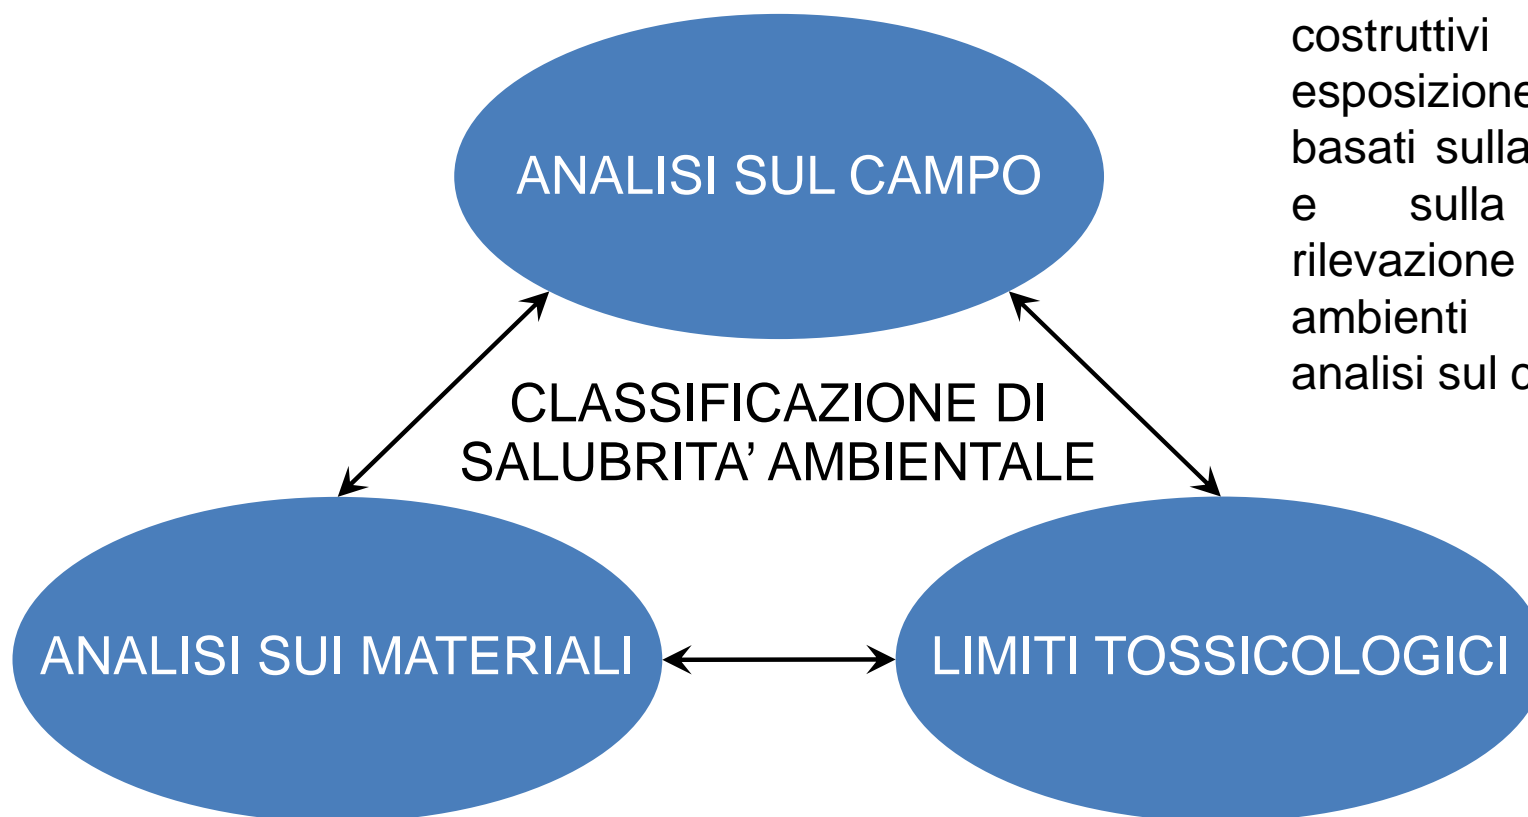 ANALISI SUL CAMPO
CLASSIFICAZIONE DI
SALUBRITA’ AMBIENTALE
ANALISI SUI MATERIALI
LIMITI TOSSICOLOGICI
costruttivi
esposizione
basati sulla
e sulla
rilevazione
ambienti
analisi sul